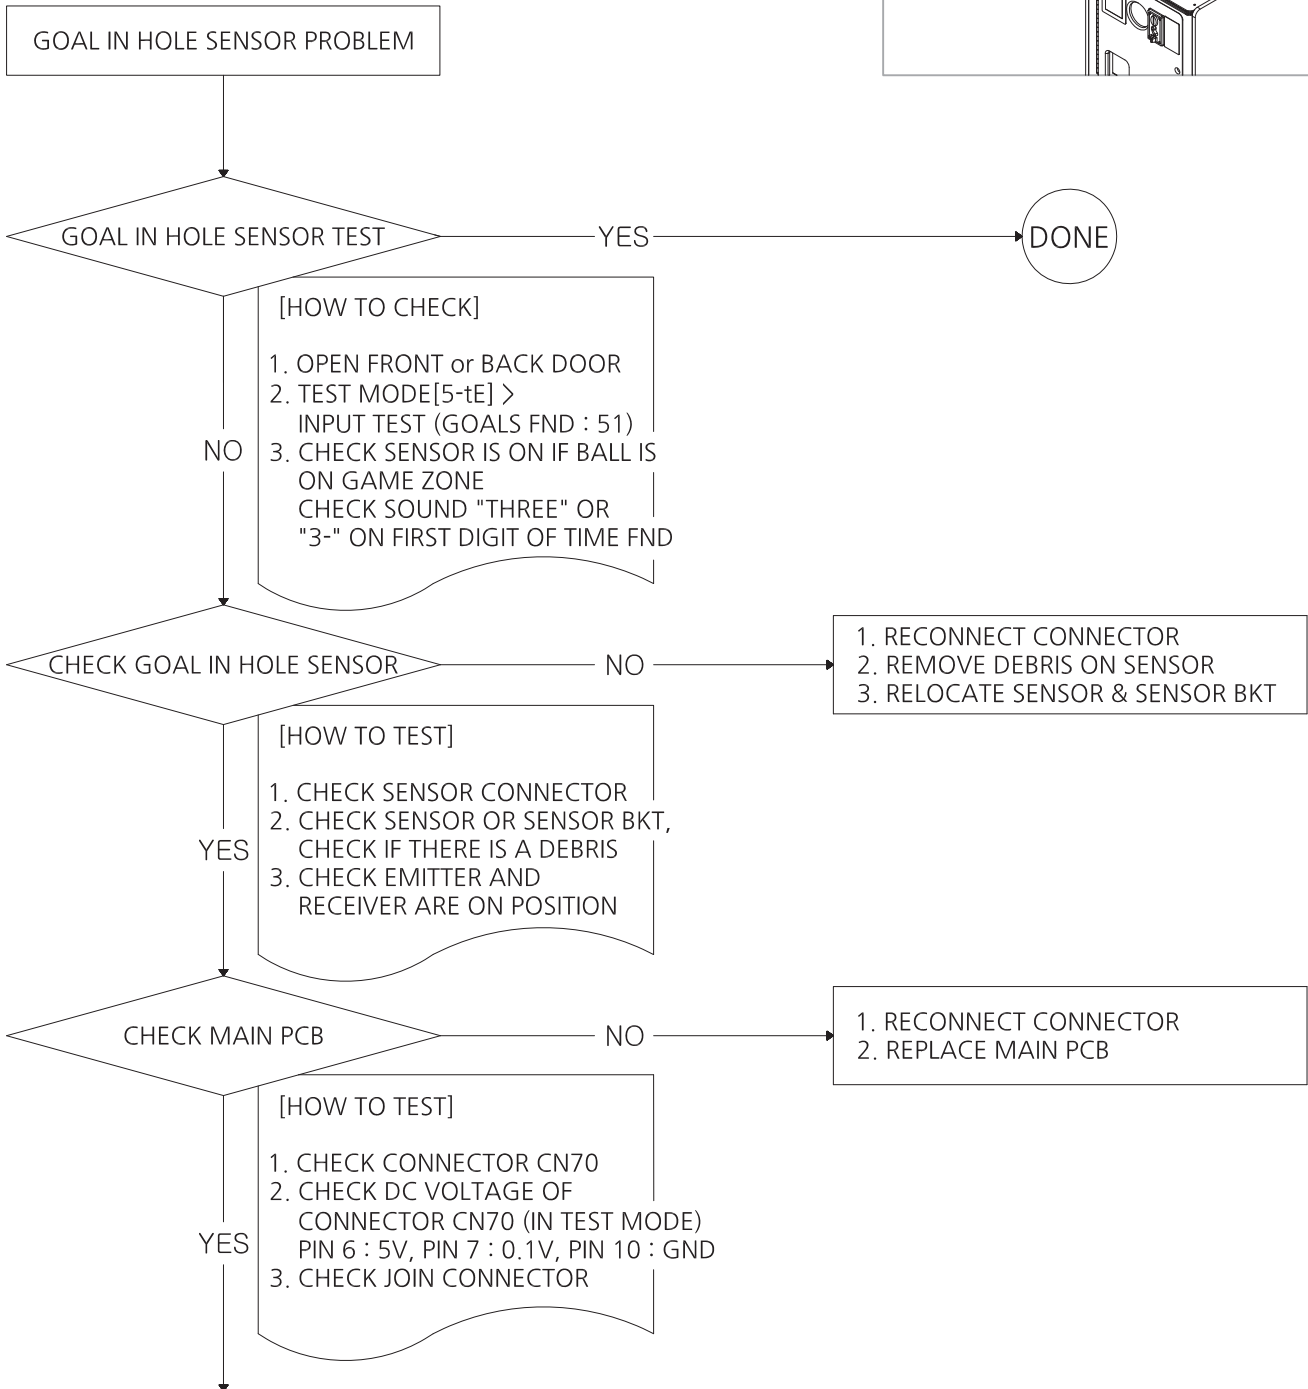 GOAL IN HOLE SENSOR PROBLEM
GOAL IN HOLE SENSOR TEST
YES
DONE
[HOW TO CHECK]
1. OPEN FRONT or BACK DOOR
2. TEST MODE[5-tE] >
INPUT TEST (GOALS FND : 51)
3. CHECK SENSOR IS ON IF BALL IS
ON GAME ZONE
CHECK SOUND "THREE" OR
"3-" ON FIRST DIGIT OF TIME FND
NO
CHECK GOAL IN HOLE SENSOR
NO
1. RECONNECT CONNECTOR
2. REMOVE DEBRIS ON SENSOR
3. RELOCATE SENSOR & SENSOR BKT
[HOW TO TEST]
1. CHECK SENSOR CONNECTOR
2. CHECK SENSOR OR SENSOR BKT,
CHECK IF THERE IS A DEBRIS
3. CHECK EMITTER AND
RECEIVER ARE ON POSITION
YES
CHECK MAIN PCB
NO
1. RECONNECT CONNECTOR
2. REPLACE MAIN PCB
[HOW TO TEST]
1. CHECK CONNECTOR CN70
2. CHECK DC VOLTAGE OF
CONNECTOR CN70 (IN TEST MODE)
PIN 6 : 5V, PIN 7 : 0.1V, PIN 10 : GND
3. CHECK JOIN CONNECTOR
YES